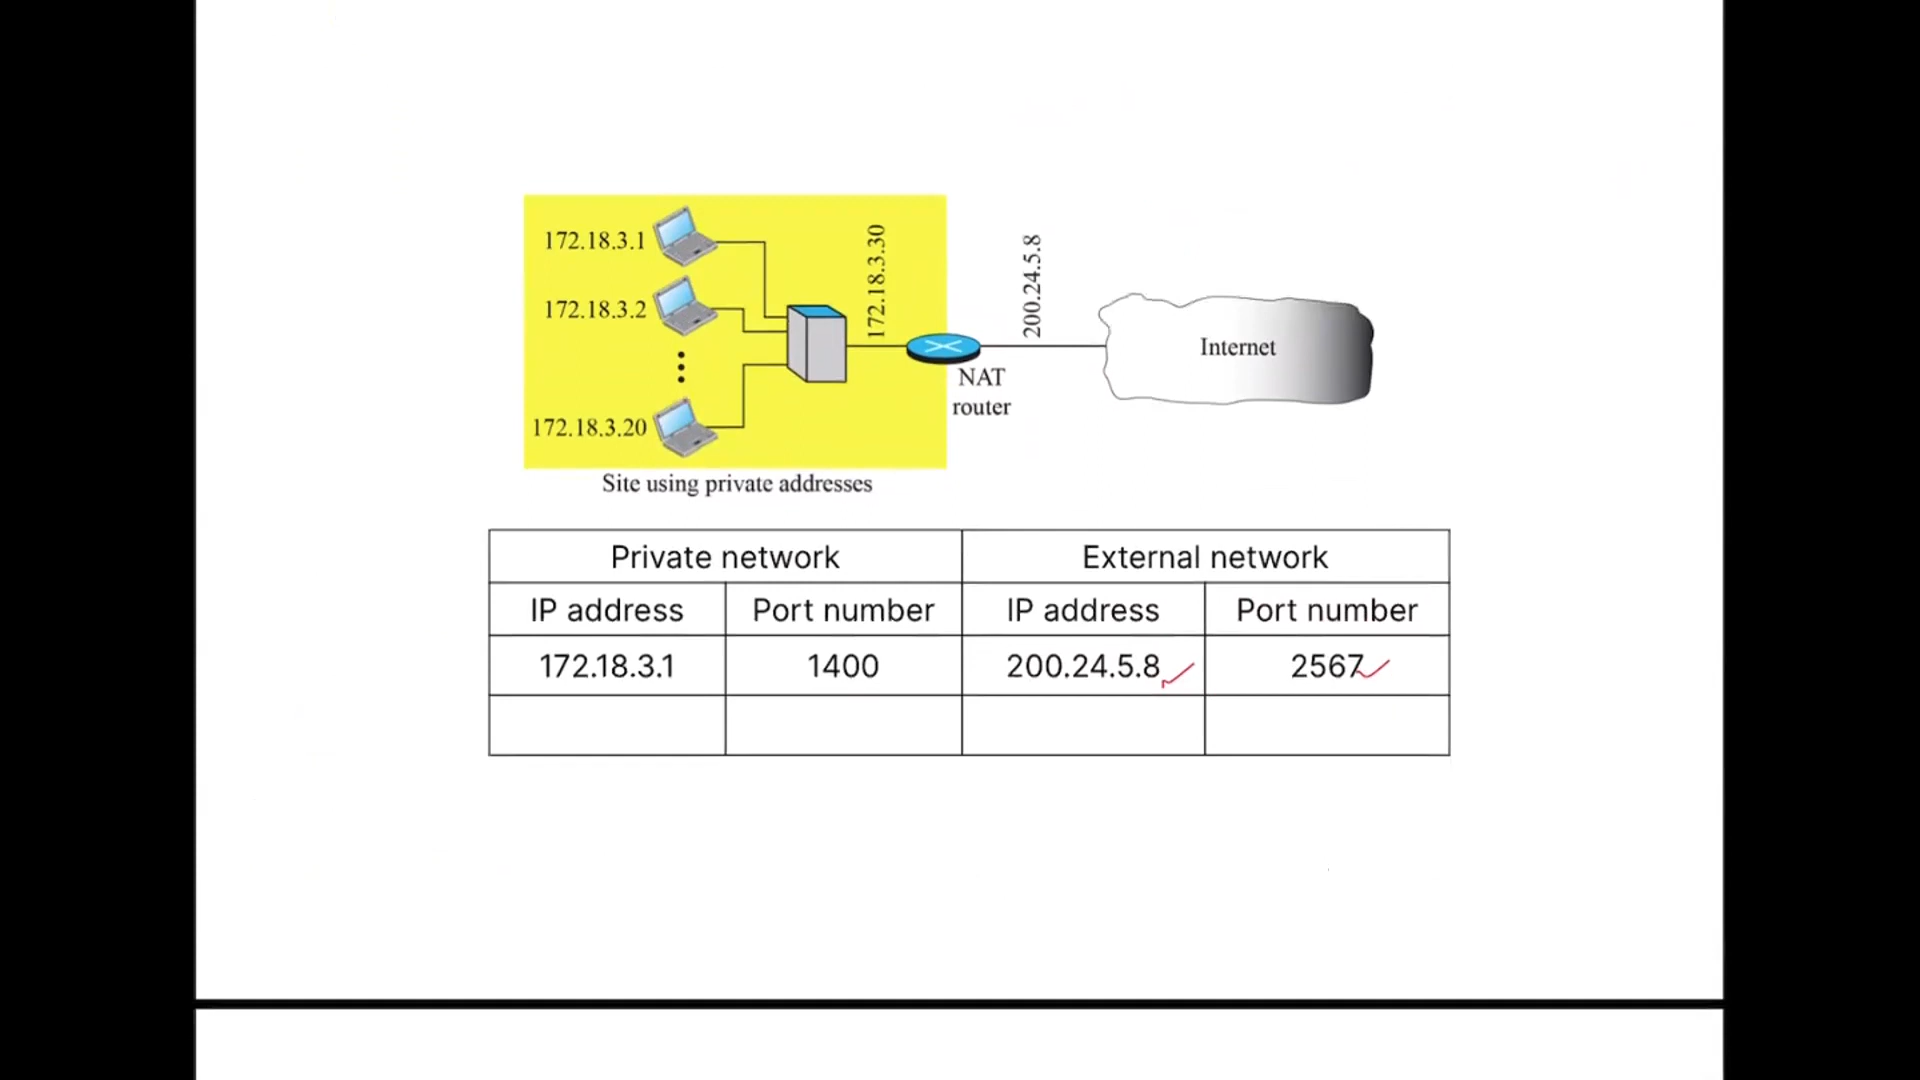 172.18.3.1
172.18.3.2
172.18.3.20
172.18.3.30
200.24.5.8
NAT
router
Internet
Site using private addresses
Private network External network
IP address Port number IP address Port number
172.18.3.1 1400 200.24.5.8 2567